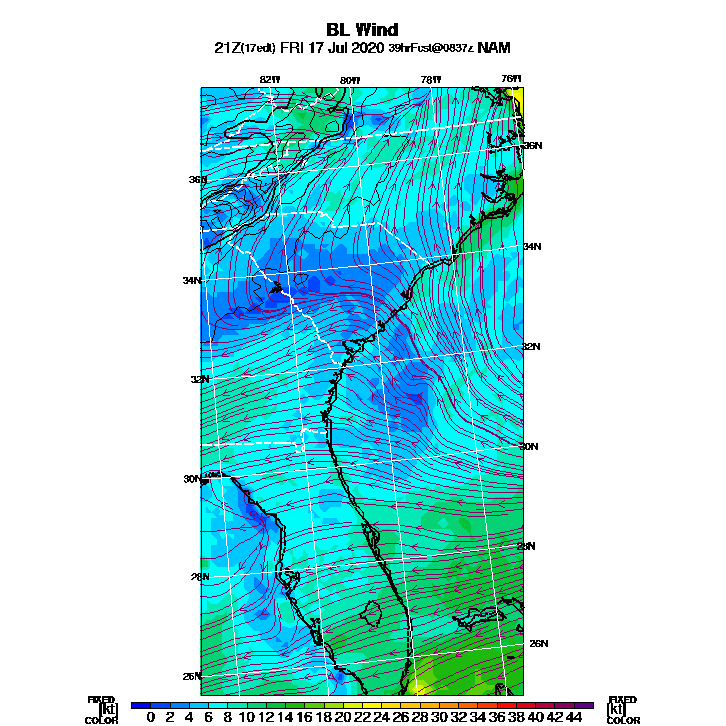 BL Wind
21Z(17edt) FRI 17 Jul 2020 39hrFcst@0837z NAM
82W 80W 78W 76W
36N
36N
34N
34N
32N
32N
30N
30N
28N
28N
26N
26N
FIXED FIXED
[kt] 0 2 4 6 8 10 12 14 16 18 20 22 24 26 28 30 32 34 36 38 40 42 44 [kt]
COLOR COLOR